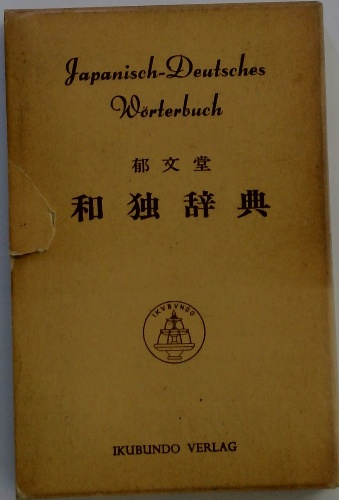 Japanisch-Deutsches
Wörterbuch
郁文堂
和独辞典
IKUBUNDO
IKUBUNDO VERLAG